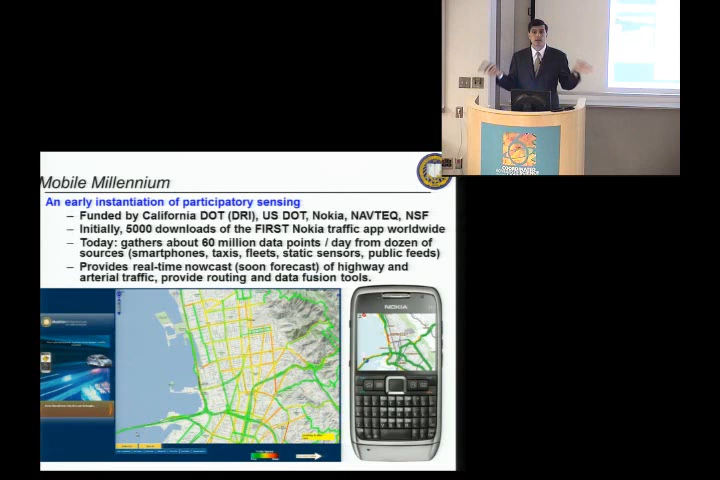 COORDINATED
SCIENCE
Mobile Millennium
An early instantiation of participatory sensing
– Funded by California DOT (DRI), US DOT, Nokia, NAVTEQ, NSF
– Initially, 5000 downloads of the FIRST Nokia traffic app worldwide
– Today: gathers about 60 million data points / day from dozen of
sources (smartphones, taxis, fleets, static sensors, public feeds)
– Provides real-time nowcast (soon forecast) of highway and
arterial traffic, provide routing and data fusion tools.
NOKIA